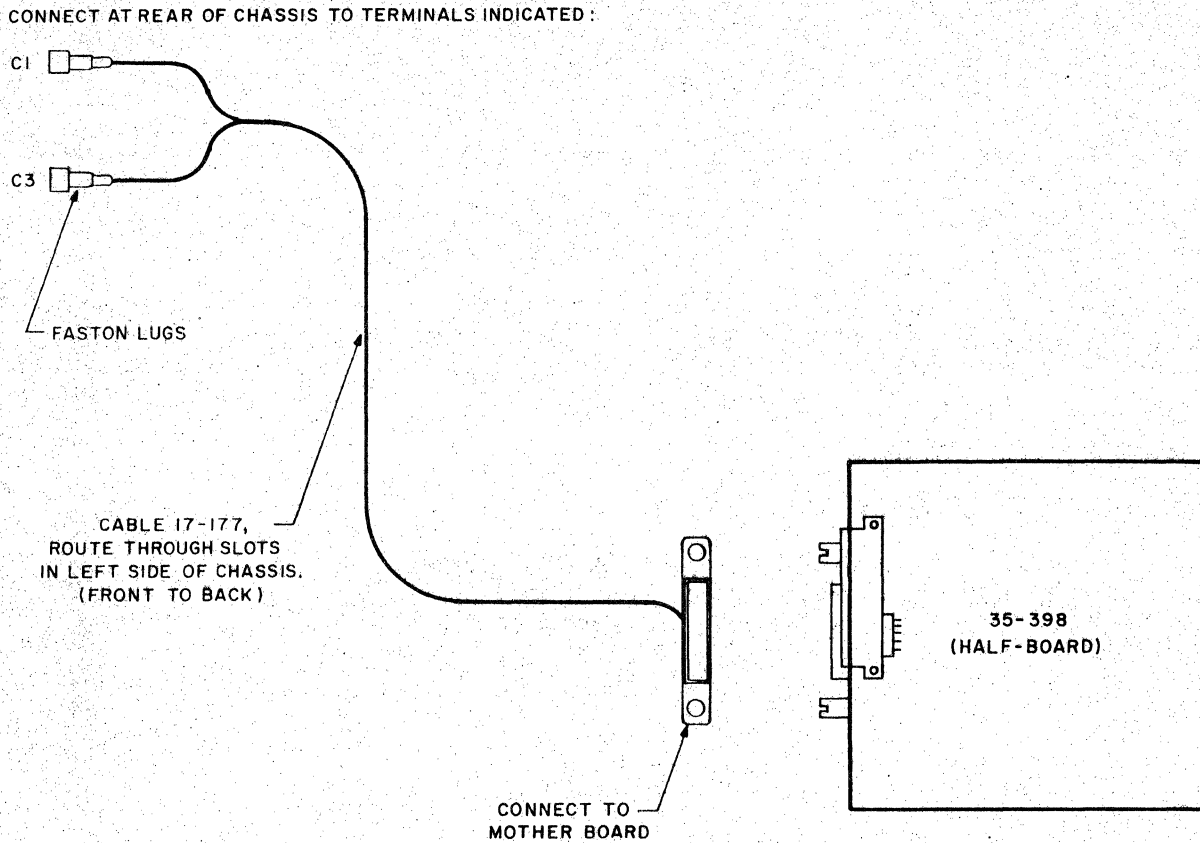 CONNECT AT REAR OF CHASSIS TO TERMINALS INDICATED:
C1
C3
FASTON LUGS
CABLE 17-177,
ROUTE THROUGH SLOTS
IN LEFT SIDE OF CHASSIS.
(FRONT TO BACK)
35-398
(HALF-BOARD)
CONNECT TO
MOTHER BOARD